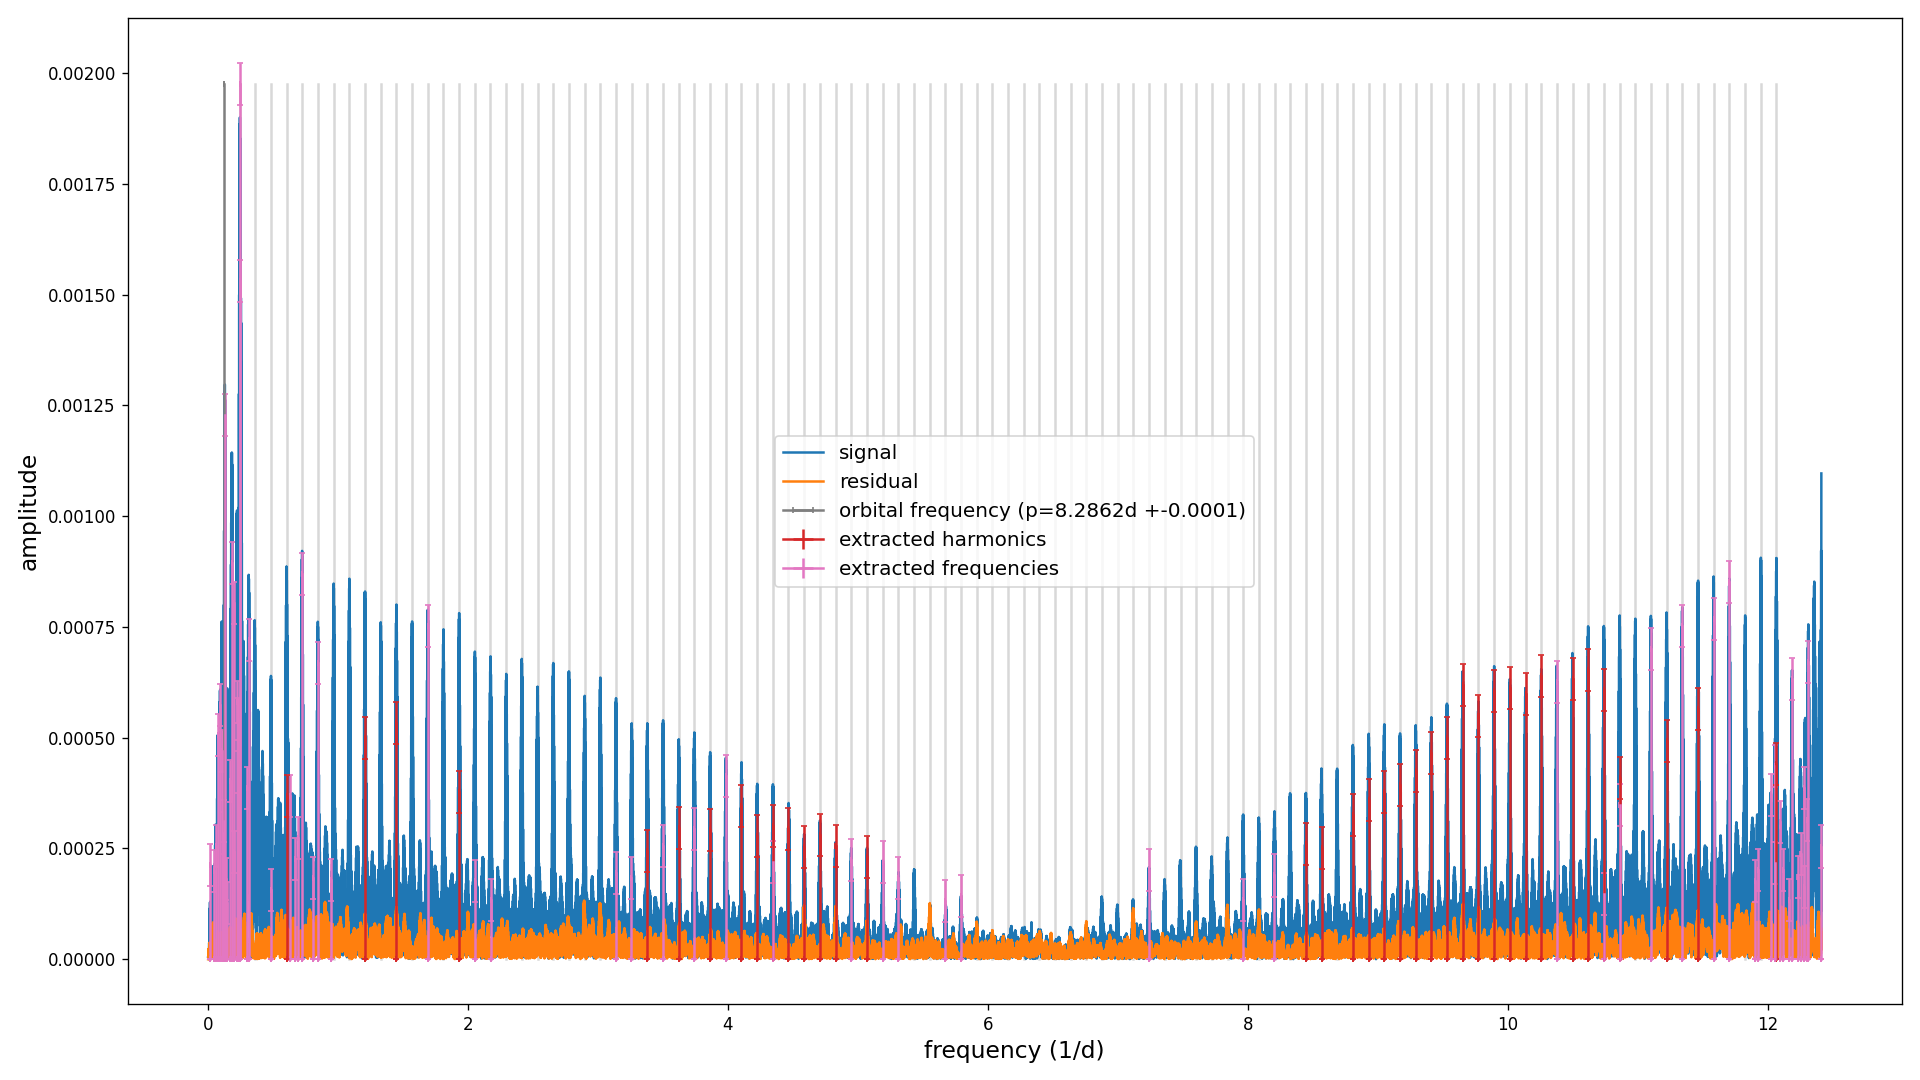 0.00200
0.00175
0.00150
0.00125
0.00100
0.00075
0.00050
0.00025
0.00000
amplitude
signal
residual
orbital frequency (p=8.2862d +-0.0001)
extracted harmonics
extracted frequencies
0 2 4 6 8 10 12
frequency (1/d)